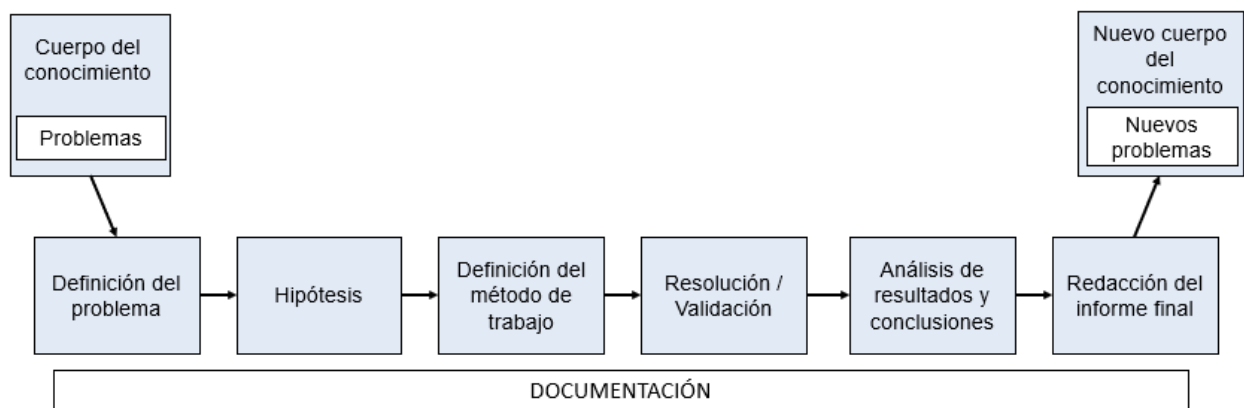 Cuerpo del
conocimiento
Problemas
Nuevo cuerpo
del
conocimiento
Nuevos
problemas
Definición del
problema
Hipótesis
Definición del
método de
trabajo
Resolución /
Validación
Análisis de
resultados y
conclusiones
Redacción del
informe final
DOCUMENTACIÓN